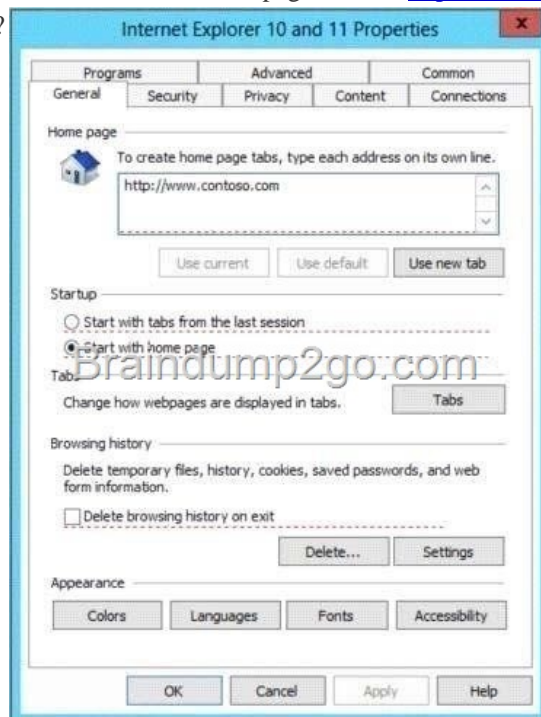 ?
Internet Explorer 10 and 11 Properties
x
Programs Advanced Common
General Security Privacy Content Connections
Home page
To create home page tabs, type each address on its own line.
http://www.contoso.com
Use current Use default Use new tab
Startup
Start with tabs from the last session
Start with home page
Braindump2go.com
Tabs
Change how webpages are displayed in tabs. Tabs
Browsing history
Delete temporary files, history, cookies, saved passwords, and web
form information.
Delete browsing history on exit
Delete... Settings
Appearance
Colors Languages Fonts Accessibility
OK Cancel Apply Help